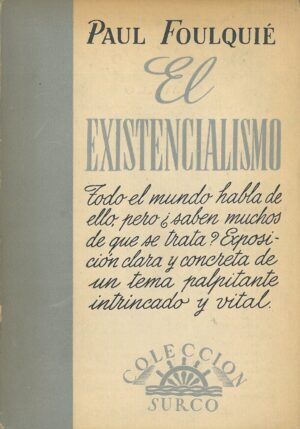 PAUL FOULQUIÉ
El
EXISTENCIALISMO
Todo el mundo habla de
ello, pero ¿saben muchos
de que se trata? Exposi-
ción clara y concreta de
un tema palpitante
intrincado y vital.
COLECCION
SURCO